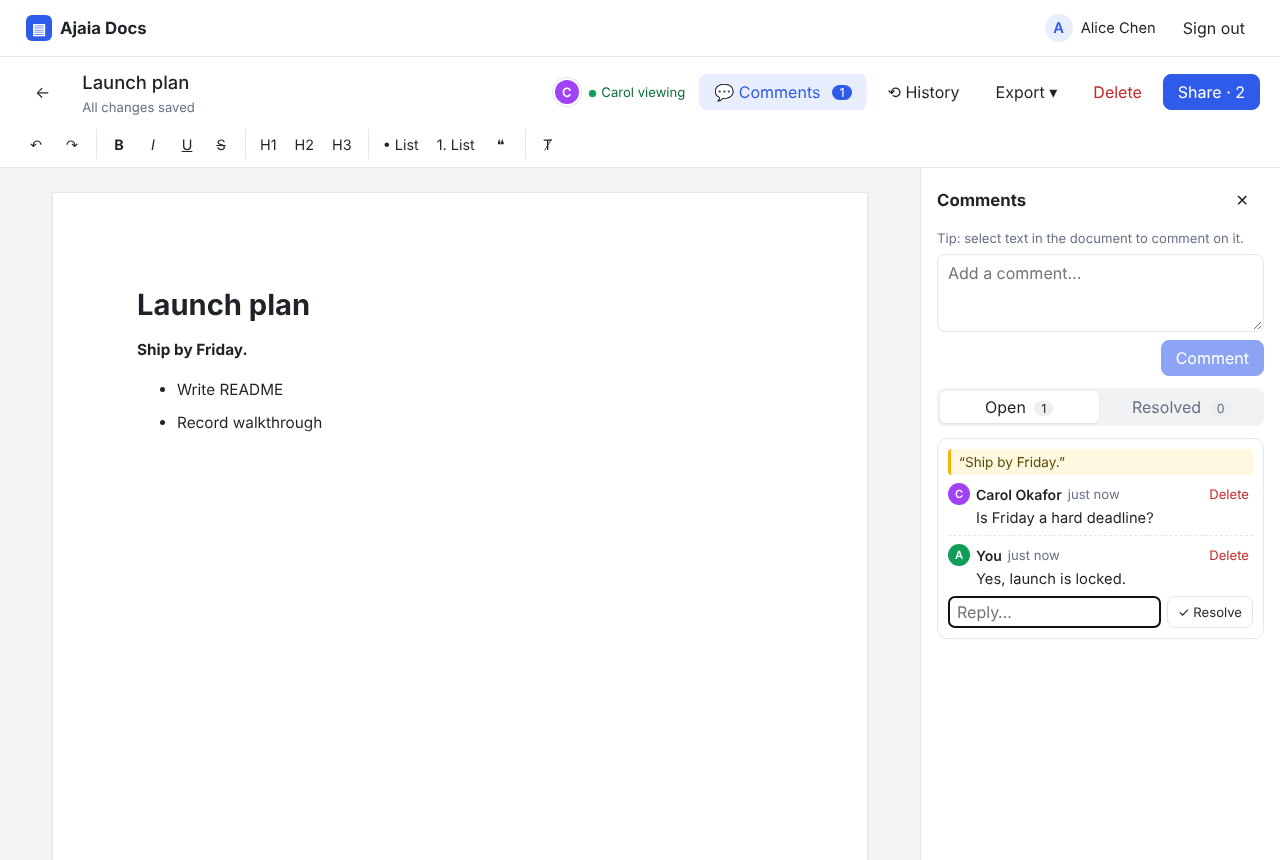 Ajaia Docs
A Alice Chen Sign out
← Launch plan
All changes saved
C Carol viewing 💬 Comments 1 ⟲ History Export ▾ Delete Share · 2
↶ ↷ B I U S H1 H2 H3 • List 1. List ❝ T
Launch plan
Ship by Friday.
• Write README
• Record walkthrough
Comments ✕
Tip: select text in the document to comment on it.
Add a comment…
Comment
Open 1 Resolved 0
“Ship by Friday.”
C Carol Okafor just now Delete
Is Friday a hard deadline?
A You just now Delete
Yes, launch is locked.
Reply… ✓ Resolve